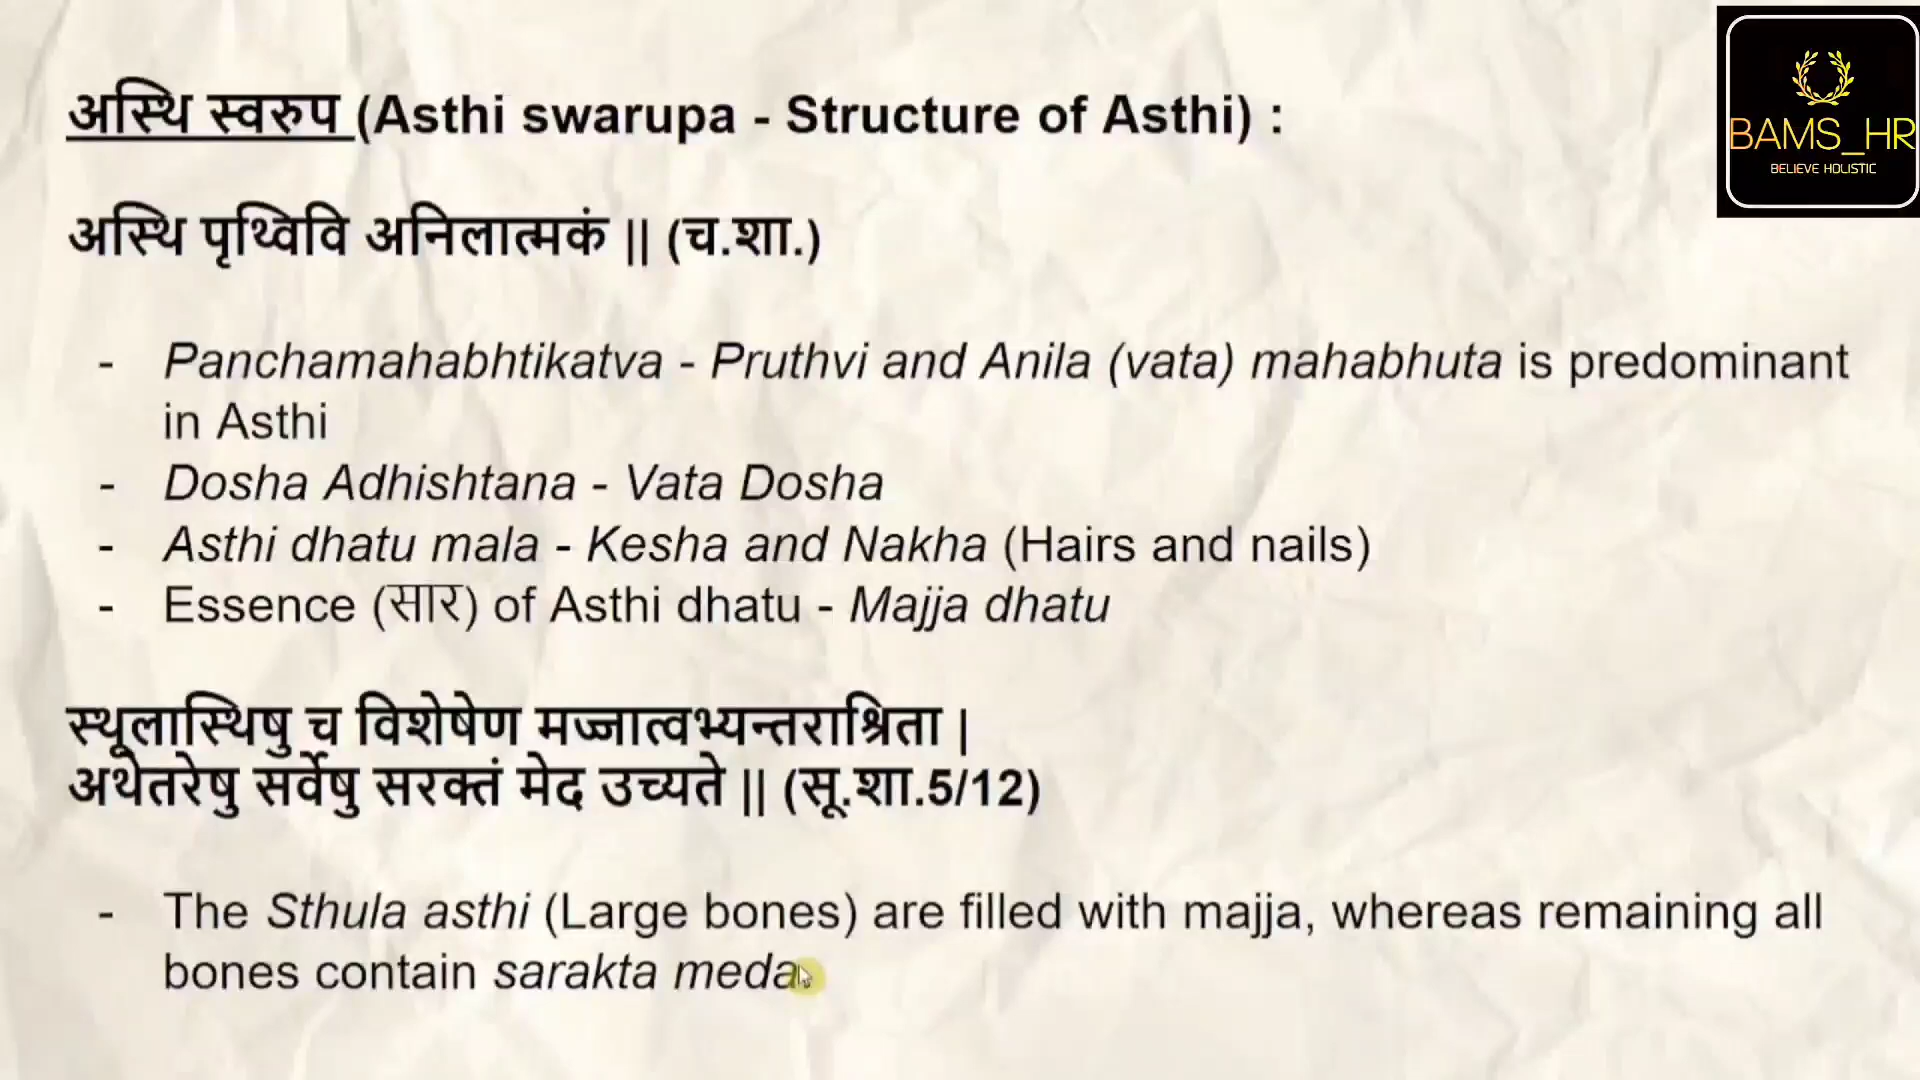 अस्थि स्वरुप (Asthi swarupa - Structure of Asthi) :
BAMS_HR
BELIEVE HOLISTIC
अस्थि पृथ्विवि अनिलात्मकं || (च.शा.)
- Panchamahabhtikatva - Pruthvi and Anila (vata) mahabhuta is predominant
in Asthi
- Dosha Adhishtana - Vata Dosha
- Asthi dhatu mala - Kesha and Nakha (Hairs and nails)
- Essence (सार) of Asthi dhatu - Majja dhatu
स्थूलास्थिषु च विशेषेण मज्जात्वभ्यन्तराश्रिता |
अथेतरेषु सर्वेषु सरक्तं मेद उच्यते || (सू.शा.5/12)
- The Sthula asthi (Large bones) are filled with majja, whereas remaining all
bones contain sarakta meda.